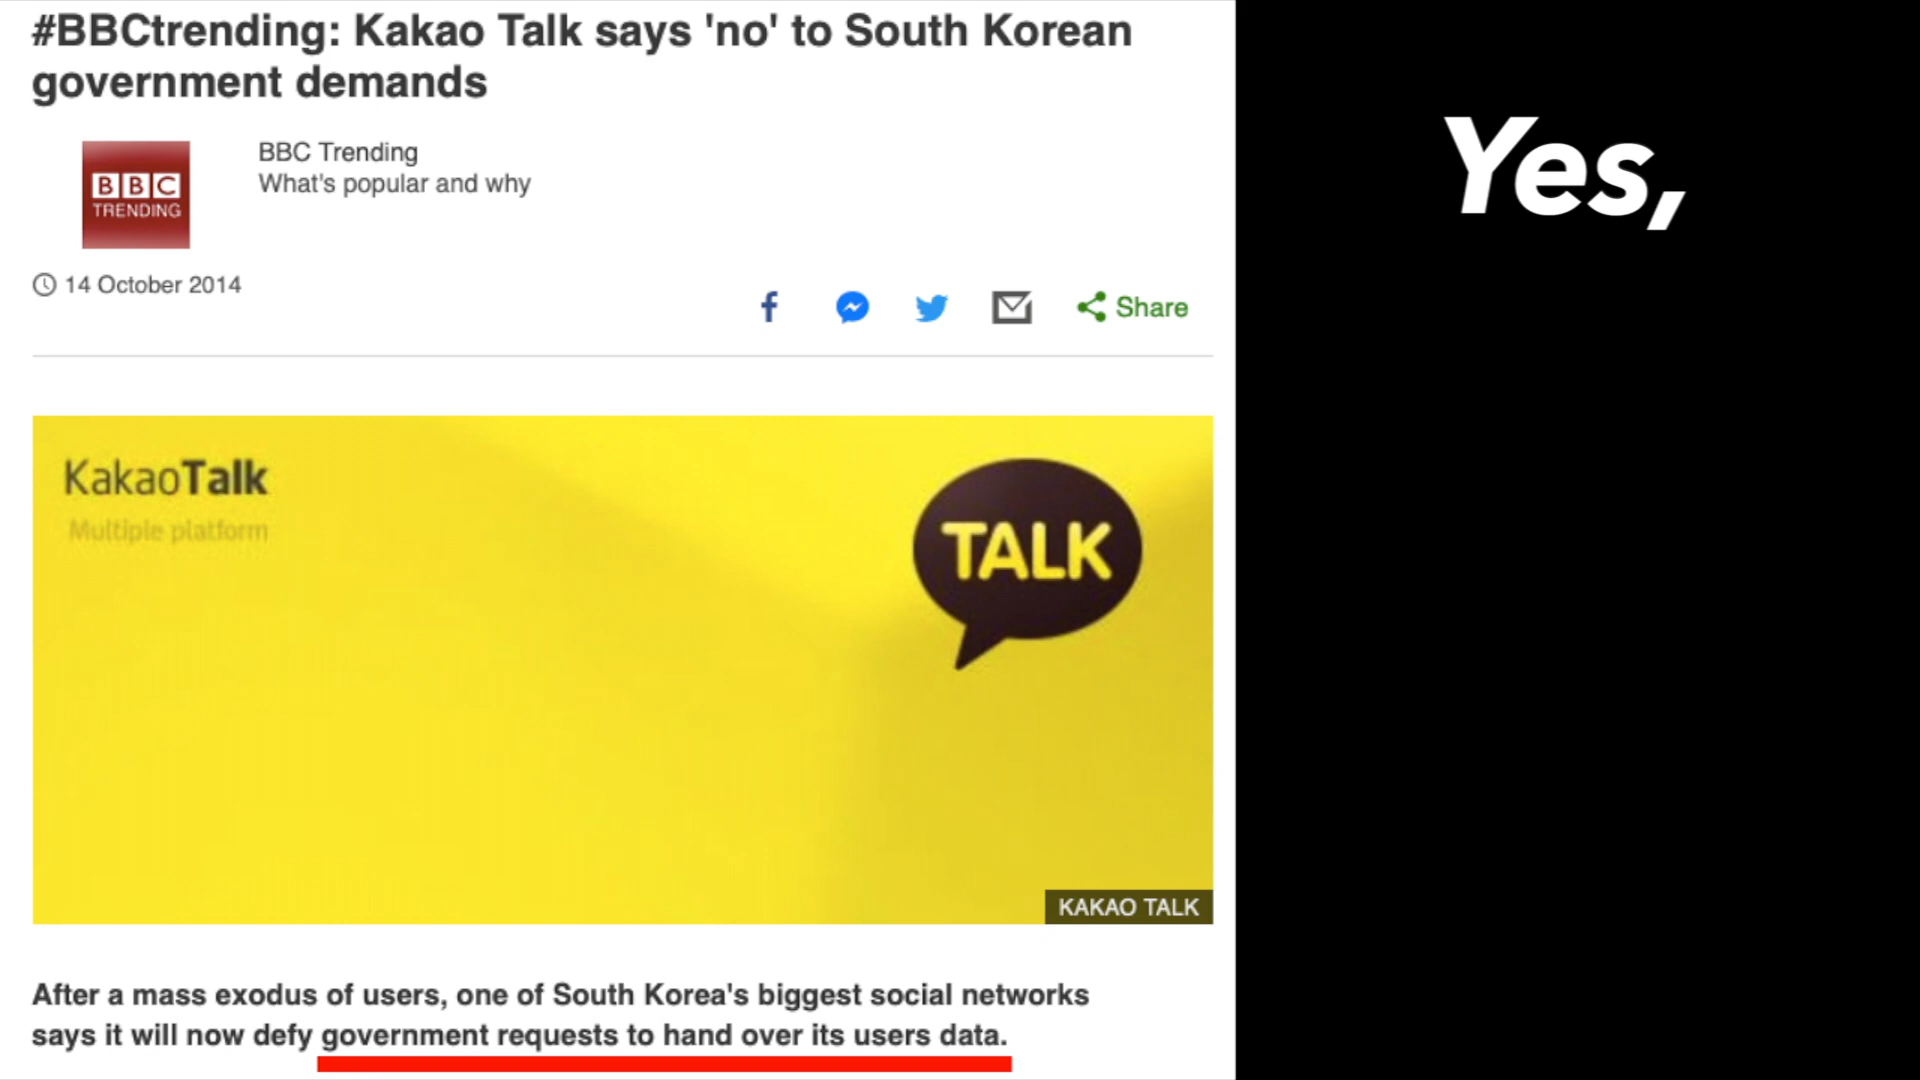 #BBCtrending: Kakao Talk says 'no' to South Korean
government demands
BBC
TRENDING
BBC Trending
What's popular and why
14 October 2014
f
Share
KakaoTalk
Multiple platform
TALK
KAKAO TALK
After a mass exodus of users, one of South Korea's biggest social networks
says it will now defy government requests to hand over its users data.
Yes,